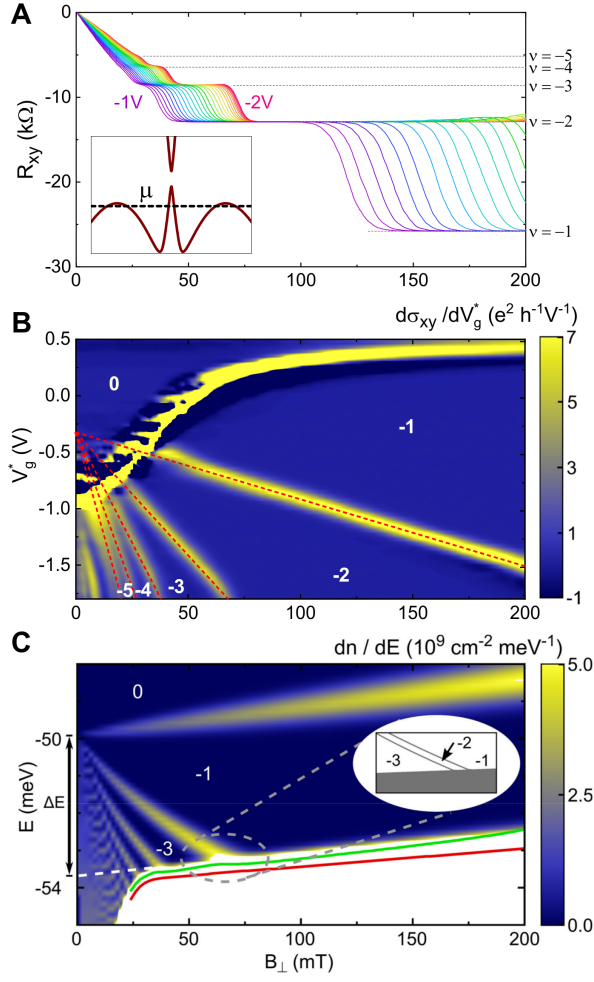 A
0
-10
-20
-30
R_xy (kΩ)
-1V
-2V
ν = −5
ν = −4
ν = −3
ν = −2
ν = −1
μ
0
50
100
150
200
dσ_xy /dV_g^* (e² h⁻¹V⁻¹)
B
0.5
0.0
-0.5
-1.0
-1.5
V_g^* (V)
0
-1
-2
-3
-4
-5
0
50
100
150
200
7
5
3
1
-1
C
dn / dE (10⁹ cm⁻² meV⁻¹)
-50
-54
E (meV)
ΔE
0
-1
-3
-3
-2
-1
0
50
100
150
200
B⊥ (mT)
5.0
2.5
0.0